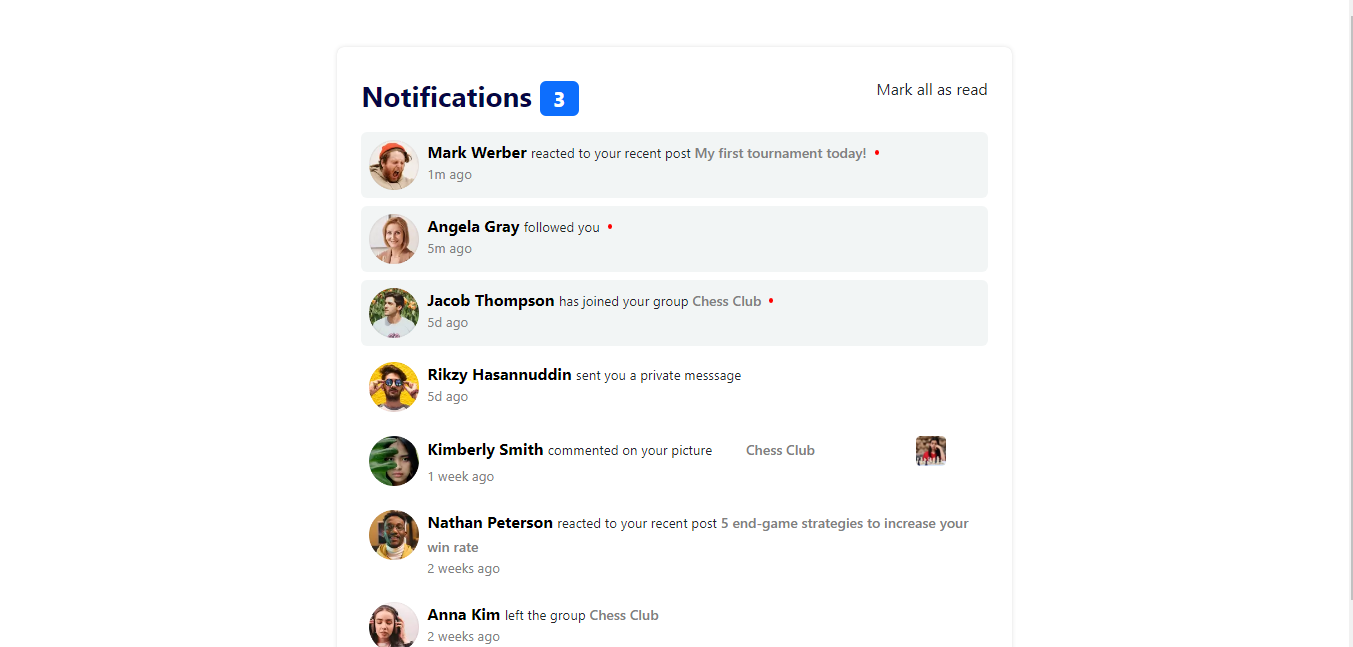 Notifications 3
Mark all as read
Mark Werber reacted to your recent post My first tournament today!
1m ago
Angela Gray followed you
5m ago
Jacob Thompson has joined your group Chess Club
5d ago
Rikzy Hasannuddin sent you a private messsage
5d ago
Kimberly Smith commented on your picture Chess Club
1 week ago
Nathan Peterson reacted to your recent post 5 end-game strategies to increase your
win rate
2 weeks ago
Anna Kim left the group Chess Club
2 weeks ago